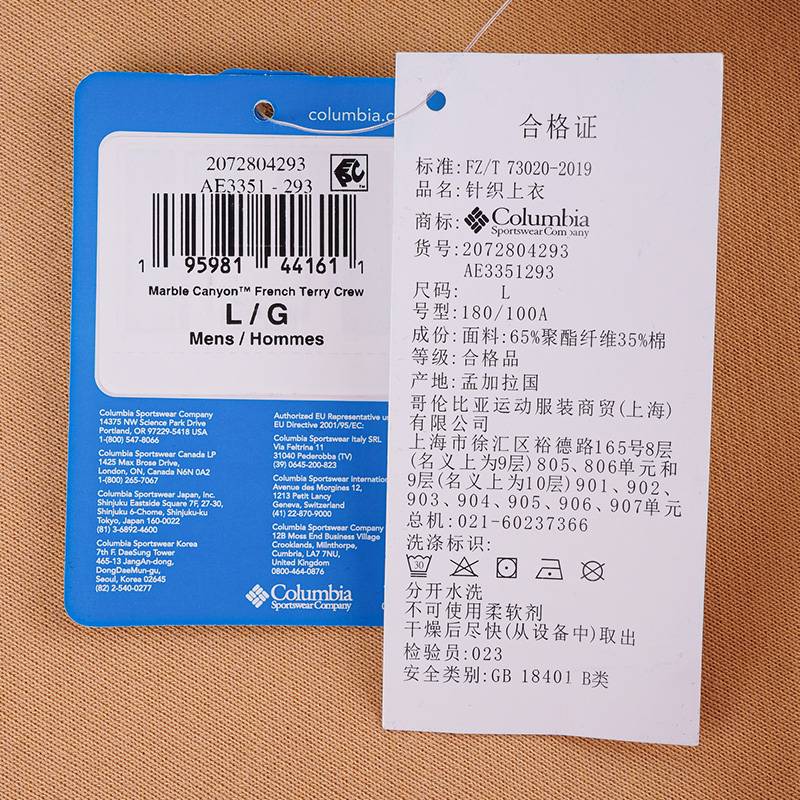 columbia.c
2072804293
AE3351 - 293
EPC
1 95981 44161 1
Marble Canyon™ French Terry Crew
L / G
Mens / Hommes
Columbia Sportswear Company
14375 NW Science Park Drive
Portland, OR 97229-5418 USA
1-(800) 547-8066
Columbia Sportswear Canada LP
1425 Max Brose Drive,
London, ON, Canada N6N 0A2
1-(800) 265-7067
Columbia Sportswear Japan, Inc.
Shinjuku Eastside Square 7F, 27-30,
Shinjuku 6-Chome, Shinjuku-ku
Tokyo, Japan 160-0022
(81) 3-6892-4600
Columbia Sportswear Korea
7th F. DaeSung Tower
465-13 JangAn-dong,
DongDaeMun-gu,
Seoul, Korea 02645
(82) 2-540-0277
Authorized EU Representative u
EU Directive 2001/95/EC:
Columbia Sportswear Italy SRL
Via Feltrina 11
31040 Pederobba (TV)
(39) 0645-200-823
Columbia Sportswear Internation
Avenue des Morgines 12,
1213 Petit Lancy
Geneva, Switzerland
(41) 22-870-9000
Columbia Sportswear Company
12B Moss End Business Village
Crooklands, Milnthorpe,
Cumbria, LA7 7NU,
United Kingdom
0800-464-0876
Columbia
Sportswear Company
合格证
标准:FZ/T 73020-2019
品名:针织上衣
商标:Columbia
Sportswear Company
货号:2072804293
AE3351293
尺码: L
号型:180/100A
成份:面料:65%聚酯纤维35%棉
等级:合格品
产地:孟加拉国
哥伦比亚运动服装商贸(上海)
有限公司
上海市徐汇区裕德路165号8层
(名义上为9层)805、806单元和
9层(名义上为10层)901、902、
903、904、905、906、907单元
总机:021-60237366
洗涤标识:
30
分开水洗
不可使用柔软剂
干燥后尽快(从设备中)取出
检验员:023
安全类别:GB 18401 B类